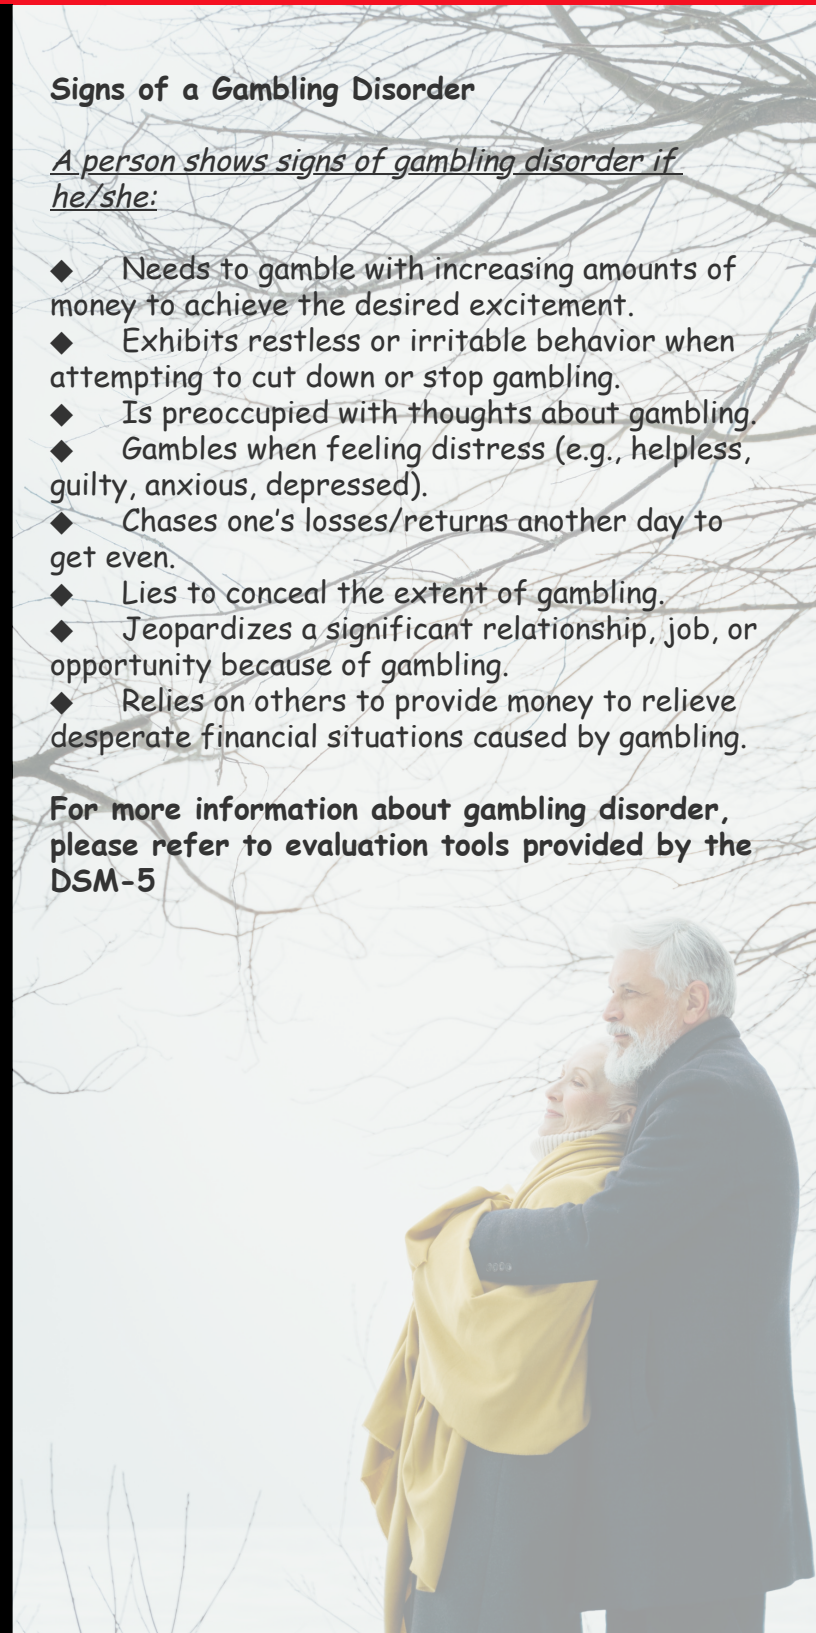 Signs of a Gambling Disorder
A person shows signs of gambling disorder if
he/she:
◆ Needs to gamble with increasing amounts of
money to achieve the desired excitement.
◆ Exhibits restless or irritable behavior when
attempting to cut down or stop gambling.
◆ Is preoccupied with thoughts about gambling.
◆ Gambles when feeling distress (e.g., helpless,
guilty, anxious, depressed).
◆ Chases one’s losses/returns another day to
get even.
◆ Lies to conceal the extent of gambling.
◆ Jeopardizes a significant relationship, job, or
opportunity because of gambling.
◆ Relies on others to provide money to relieve
desperate financial situations caused by gambling.
For more information about gambling disorder,
please refer to evaluation tools provided by the
DSM-5